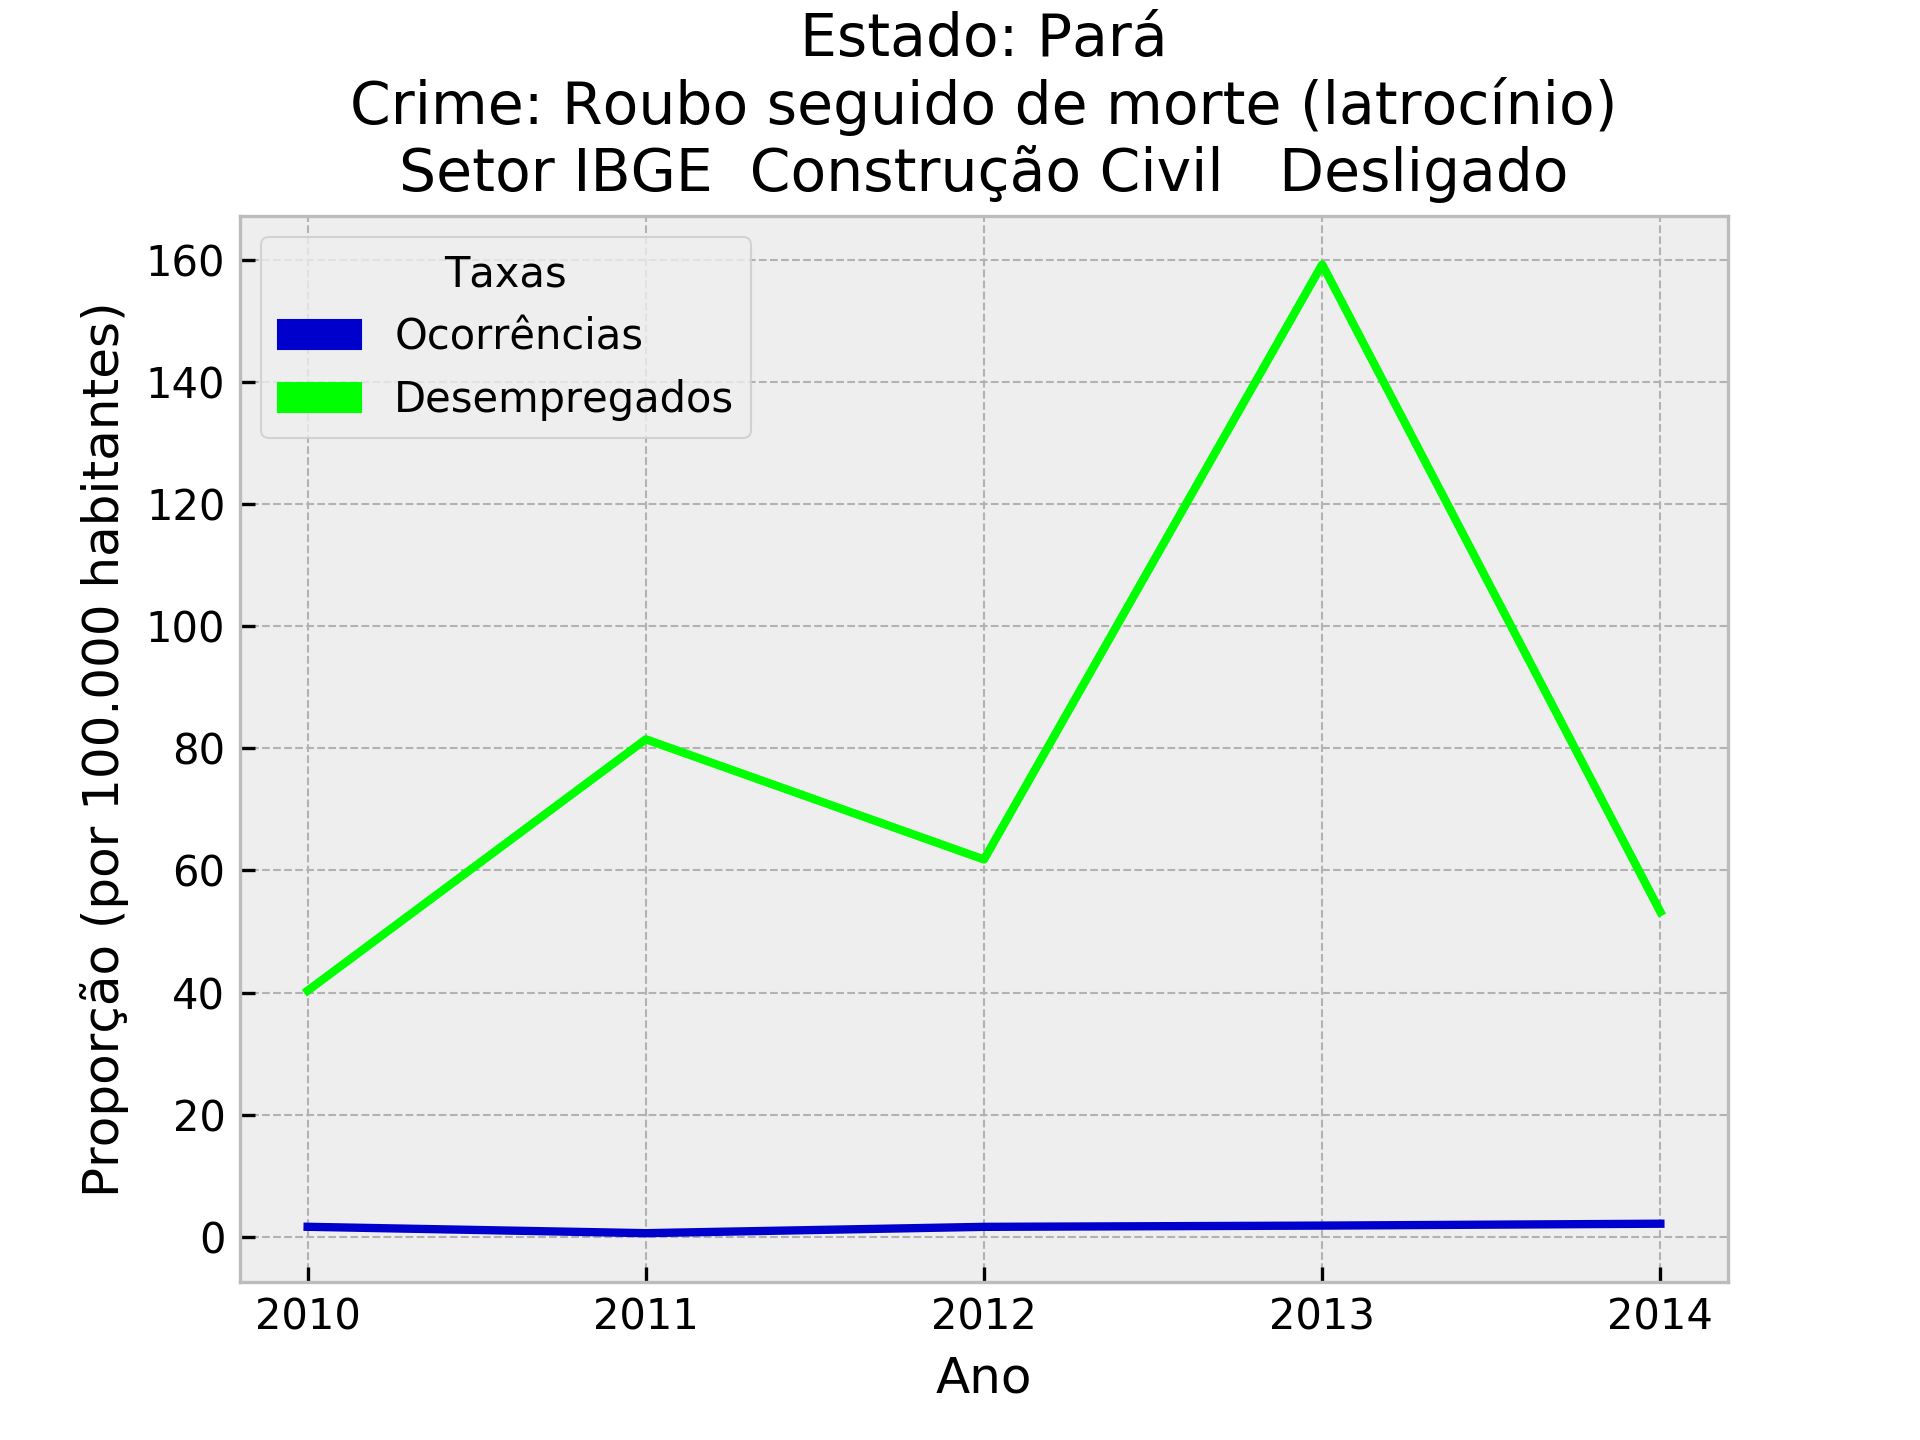 Estado: Pará
Crime: Roubo seguido de morte (latrocínio)
Setor IBGE  Construção Civil   Desligado
Proporção (por 100.000 habitantes)
160
140
120
100
80
60
40
20
0
Taxas
Ocorrências
Desempregados
2010 2011 2012 2013 2014
Ano